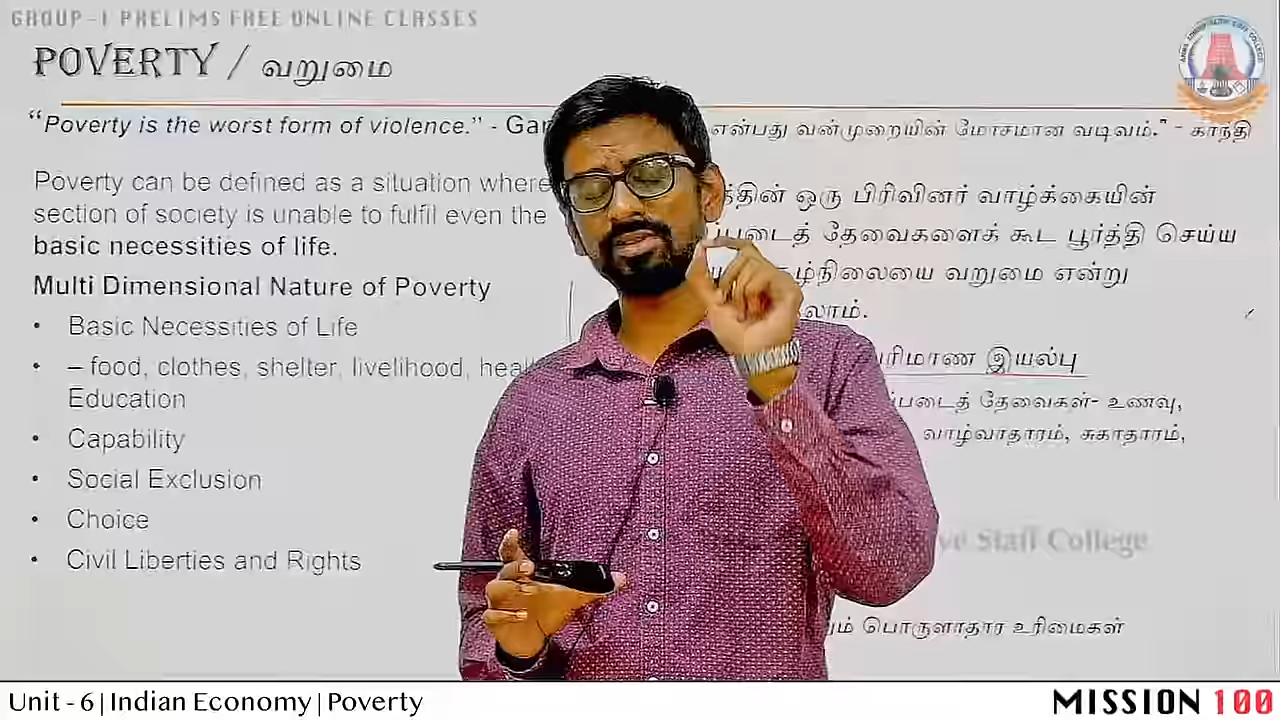 GROUP-I PRELIMS FREE ONLINE CLASSES
POVERTY / வறுமை
“Poverty is the worst form of violence.” - Gan
என்பது வன்முறையின் மோசமான வடிவம்." - காந்தி
Poverty can be defined as a situation where
section of society is unable to fulfil even the
basic necessities of life.
த்தின் ஒரு பிரிவினர் வாழ்க்கையின்
ப்படைத் தேவைகளைக் கூட பூர்த்தி செய்ய
ழ்நிலையை வறுமை என்று
லாம்.
Multi Dimensional Nature of Poverty
• Basic Necessities of Life
• – food, clothes, shelter, livelihood, heal
Education
• Capability
• Social Exclusion
• Choice
• Civil Liberties and Rights
பரிமாண இயல்பு
ப்படைத் தேவைகள்- உணவு,
வாழ்வாதாரம், சுகாதாரம்,
ve Staff College
ும் பொருளாதார உரிமைகள்
Unit - 6 | Indian Economy | Poverty
MISSION 100